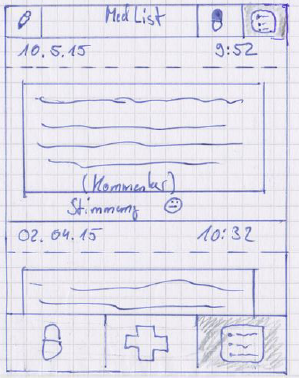 Med List
10.5.15 9:52
(Kommentar)
Stimmung
02.04.15 10:32